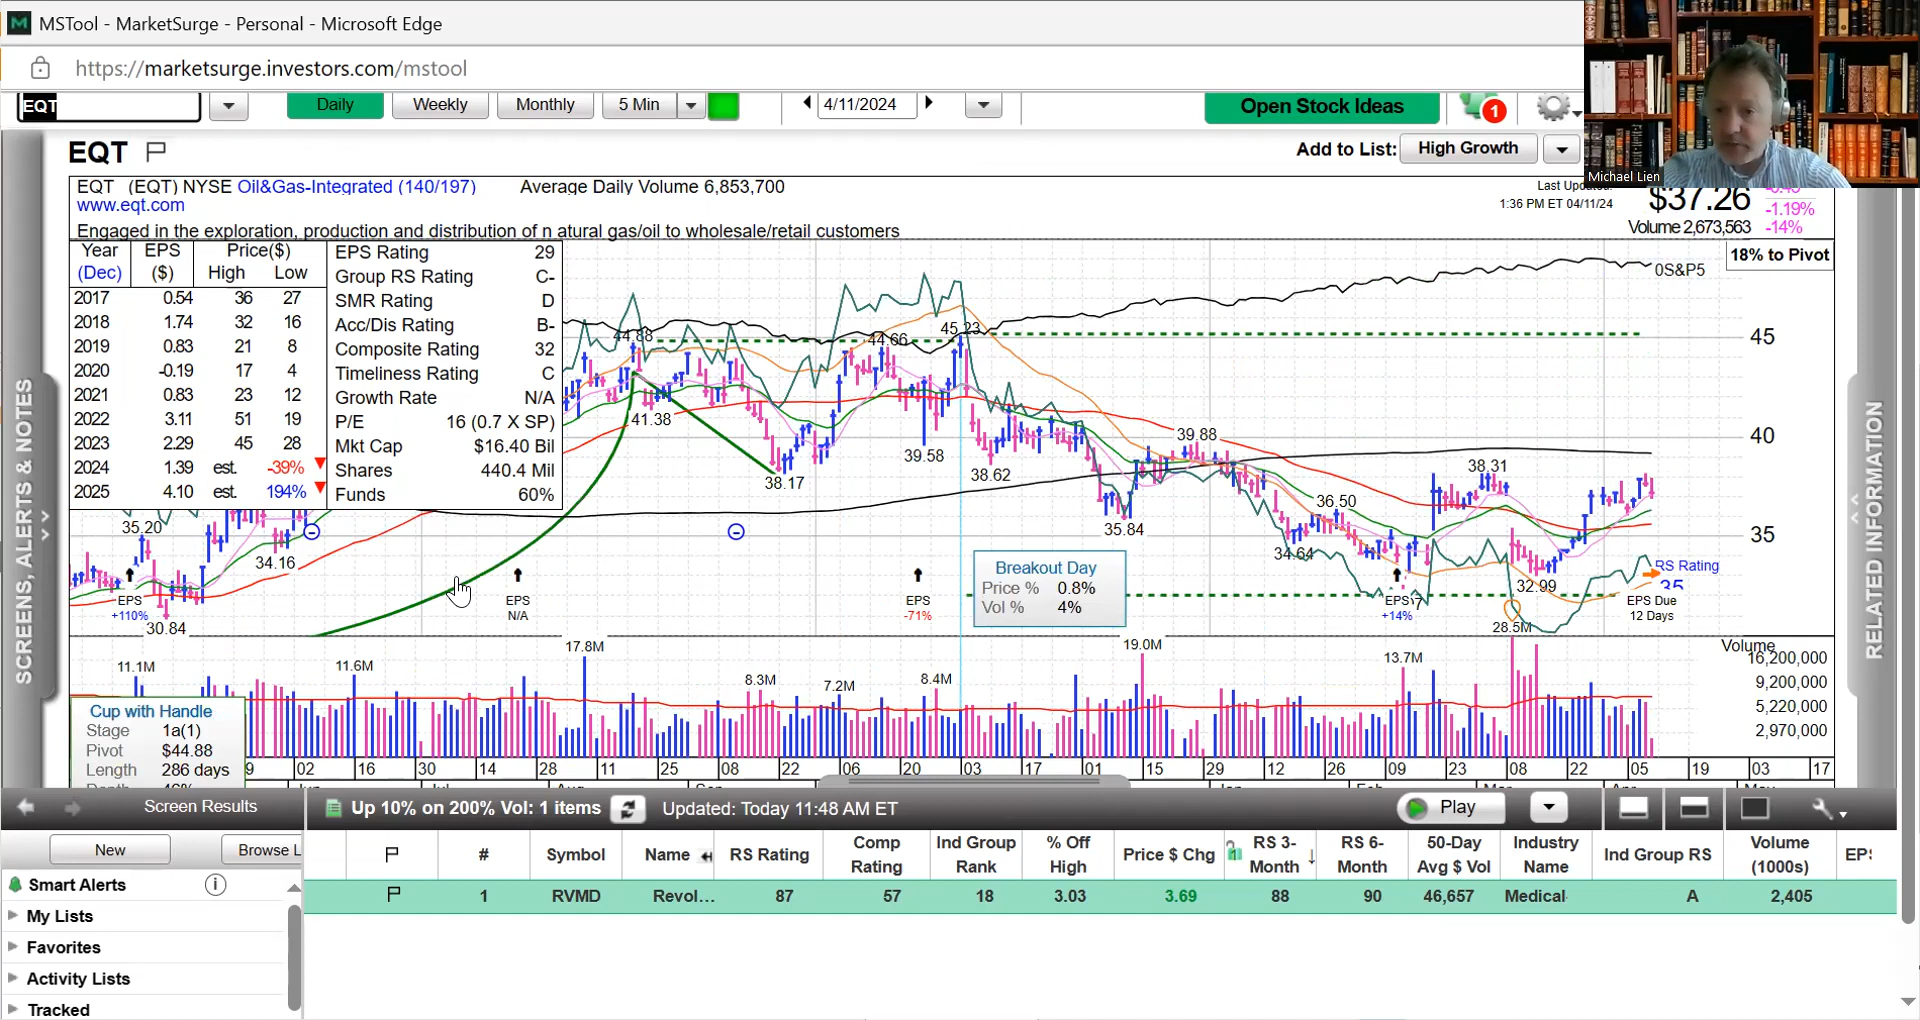 MSTool - MarketSurge - Personal - Microsoft Edge
https://marketsurge.investors.com/mstool
EQT
Daily
Weekly
Monthly
5 Min
4/11/2024
Open Stock Ideas
1
Michael Lien
EQT
Add to List:
High Growth
EQT (EQT) NYSE Oil&Gas-Integrated (140/197) Average Daily Volume 6,853,700
www.eqt.com
Engaged in the exploration, production and distribution of n atural gas/oil to wholesale/retail customers
1:36 PM ET 04/11/24
$37.26
-1.19%
Volume 2,673,563 -14%
18% to Pivot
Year EPS Price($)
(Dec) ($) High Low
2017 0.54 36 27
2018 1.74 32 16
2019 0.83 21 8
2020 -0.19 17 4
2021 0.83 23 12
2022 3.11 51 19
2023 2.29 45 28
2024 1.39 est. -39%
2025 4.10 est. 194%
EPS Rating 29
Group RS Rating C-
SMR Rating D
Acc/Dis Rating B-
Composite Rating 32
Timeliness Rating C
Growth Rate N/A
P/E 16 (0.7 X SP)
Mkt Cap $16.40 Bil
Shares 440.4 Mil
Funds 60%
0S&P5
44.88
44.66
45.23
45
41.38
39.58
38.62
38.17
39.88
40
38.31
36.50
35.84
34.64
32.99
35
35.20
34.16
30.84
EPS
+110%
EPS
N/A
EPS
-71%
EPS
+14%
Breakout Day
Price % 0.8%
Vol % 4%
RS Rating
35
EPS Due
12 Days
28.5M
11.1M
11.6M
17.8M
8.3M
7.2M
8.4M
19.0M
13.7M
Volume
16,200,000
9,200,000
5,220,000
2,970,000
Cup with Handle
Stage 1a(1)
Pivot $44.88
Length 286 days
9 02 16 30 14 28 11 25 08 22 06 20 03 17 01 15 29 12 26 09 23 08 22 05 19 03 17
SCREENS, ALERTS & NOTES
RELATED INFORMATION
Screen Results
Up 10% on 200% Vol: 1 items
Updated: Today 11:48 AM ET
Play
New
Browse L
Smart Alerts
My Lists
Favorites
Activity Lists
Tracked
# Symbol Name RS Rating Comp Rating Ind Group Rank % Off High Price $ Chg 1 RS 3-Month RS 6-Month 50-Day Avg $ Vol Industry Name Ind Group RS Volume (1000s) EPS
1 RVMD Revol... 87 57 18 3.03 3.69 88 90 46,657 Medical- A 2,405